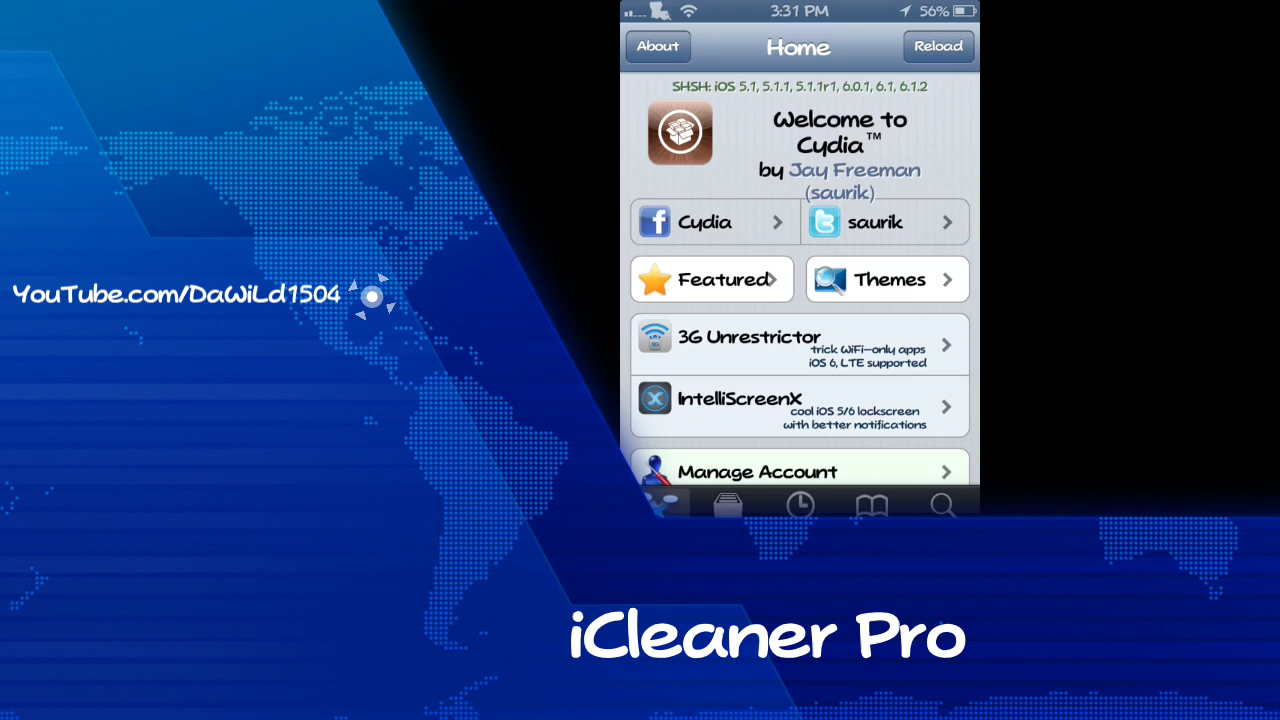 3:31 PM
56%
About
Home
Reload
SHSH: iOS 5.1, 5.1.1, 5.1.1r1, 6.0.1, 6.1, 6.1.2
Welcome to
Cydia™
by Jay Freeman
(saurik)
f Cydia
saurik
Featured
Themes
3G
3G Unrestrictor
trick WiFi-only apps
iOS 6, LTE supported
X IntelliScreenX
cool iOS 5/6 lockscreen
with better notifications
Manage Account
YouTube.com/DaWiLd1504
iCleaner Pro